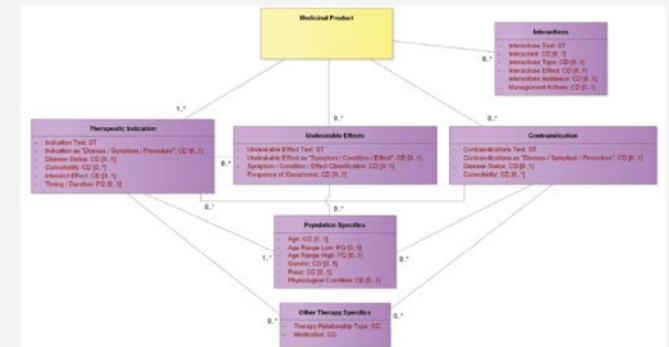 Medicinal Product
Interactions
- Interactions Text: ST
- Interactant: CD [0..*]
- Interactions Type: CD [0..1]
- Interactions Effect: CD [0..1]
- Interactions Incidence: CD [0..1]
- Management Actions: CD [0..1]
0..*
1..*
0..*
0..*
Therapeutic Indication
- Indication Text: ST
- Indication as "Disease / Symptom / Procedure": CD [0..1]
- Disease Status: CD [0..1]
- Comorbidity: CD [0..*]
- Intended Effect: CD [0..1]
- Timing / Duration: PQ [0..1]
0..*
Undesirable Effects
- Undesirable Effect Text: ST
- Undesirable Effect as "Symptom / Condition / Effect": CD [0..1]
- Symptom / Condition / Effect Classification: CD [0..1]
- Frequency of Occurrence: CD [0..1]
Contraindication
- Contraindications Text: ST
- Contraindications as "Disease / Symptom / Procedure": CD [0..1]
- Disease Status: CD [0..1]
- Comorbidity: CD [0..*]
0..*
0..*
0..*
Population Specifics
- Age:
- Age Range Low: PQ [0..1]
- Age Range High: PQ [0..1]
- Gender: CD [0..1]
- Race: CD [0..1]
- Physiological Condition: CD [0..1]
1..*
0..*
Other Therapy Specifics
- Therapy Relationship Type: CD
- Medication: CD
0..*
0..*